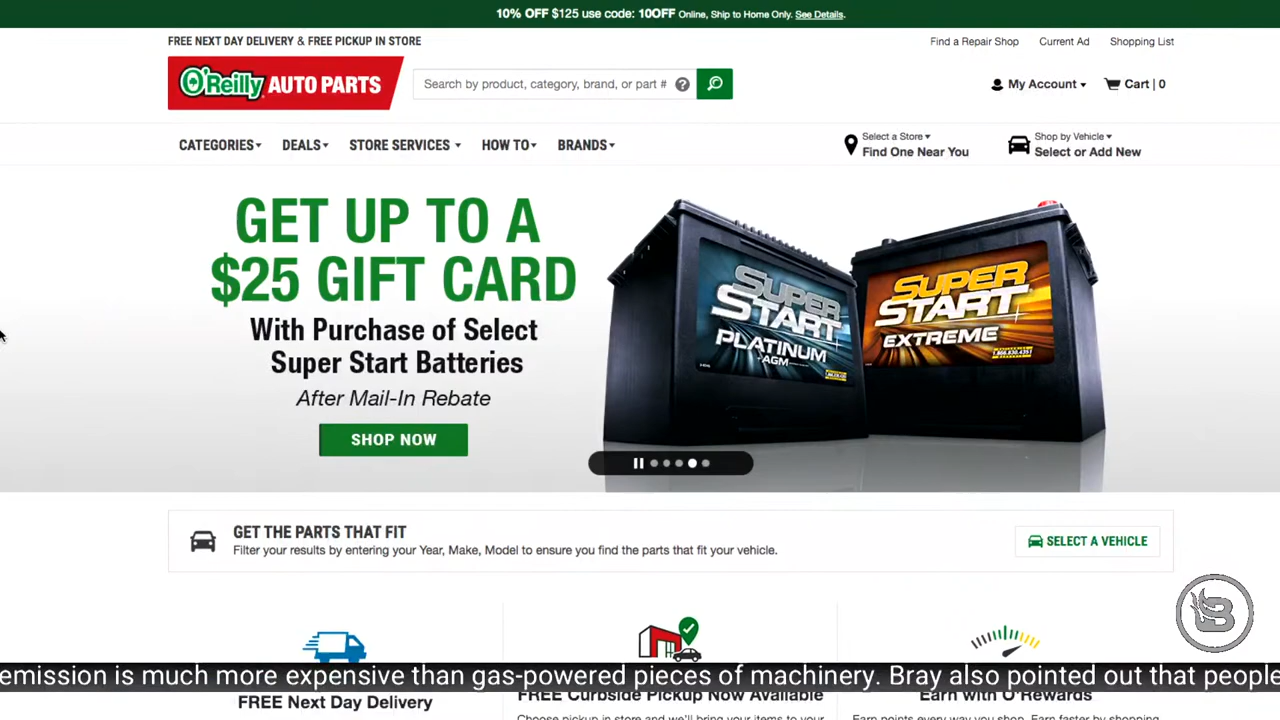 10% OFF $125 use code: 10OFF Online, Ship to Home Only. See Details.
FREE NEXT DAY DELIVERY & FREE PICKUP IN STORE
Find a Repair Shop
Current Ad
Shopping List
O'Reilly AUTO PARTS
Search by product, category, brand, or part #
?
My Account
Cart | 0
CATEGORIES
DEALS
STORE SERVICES
HOW TO
BRANDS
Select a Store
Find One Near You
Shop by Vehicle
Select or Add New
GET UP TO A
$25 GIFT CARD
With Purchase of Select
Super Start Batteries
After Mail-In Rebate
SHOP NOW
SUPER
START
PLATINUM
AGM
SUPER
START
EXTREME
1.866.830.4351
GET THE PARTS THAT FIT
Filter your results by entering your Year, Make, Model to ensure you find the parts that fit your vehicle.
SELECT A VEHICLE
B
emission is much more expensive than gas-powered pieces of machinery. Bray also pointed out that people
FREE Next Day Delivery
FREE Curbside Pickup Now Available
Earn with O'Rewards
Choose pickup in store and we'll bring your items to your
Earn points every way you shop. Earn faster by shopping